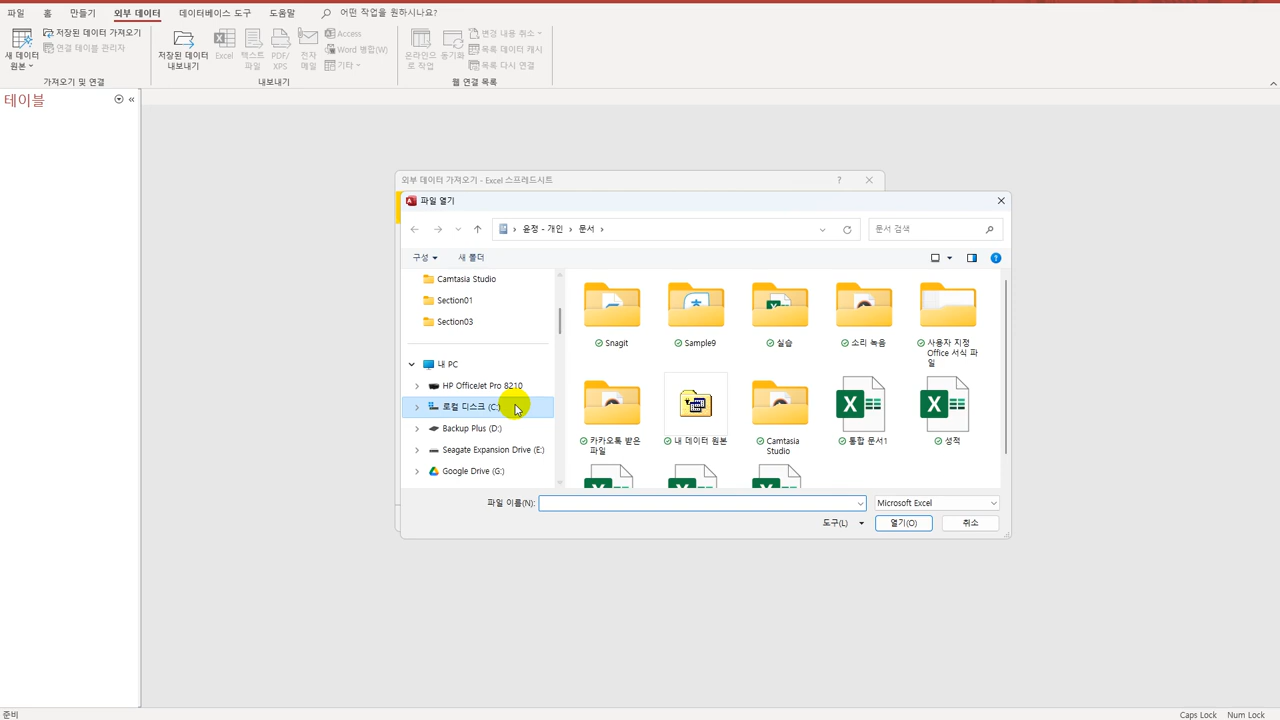 파일 홈 만들기 외부 데이터 데이터베이스 도구 도움말 어떤 작업을 원하시나요?
새 데이터
원본
저장된 데이터 가져오기
연결 테이블 관리자
가져오기 및 연결
저장된 데이터
내보내기
Excel
텍스트
파일
PDF/
XPS
전자
메일
Access
Word 병합(W)
기타
내보내기
온라인으
로 작업
동기화
변경 내용 취소
목록 데이터 캐시
목록 다시 연결
웹 연결 목록
테이블
외부 데이터 가져오기 - Excel 스프레드시트
파일 열기
윤정 - 개인 › 문서 ›
문서 검색
구성 새 폴더
Camtasia Studio
Section01
Section03
내 PC
HP OfficeJet Pro 8210
로컬 디스크 (C:)
Backup Plus (D:)
Seagate Expansion Drive (E:)
Google Drive (G:)
Snagit
Sample9
실습
소리 녹음
사용자 지정
Office 서식 파
일
카카오톡 받은
파일
내 데이터 원본
Camtasia
Studio
통합 문서1
성적
파일 이름(N):
Microsoft Excel
도구(L) 열기(O) 취소
준비
Caps Lock Num Lock